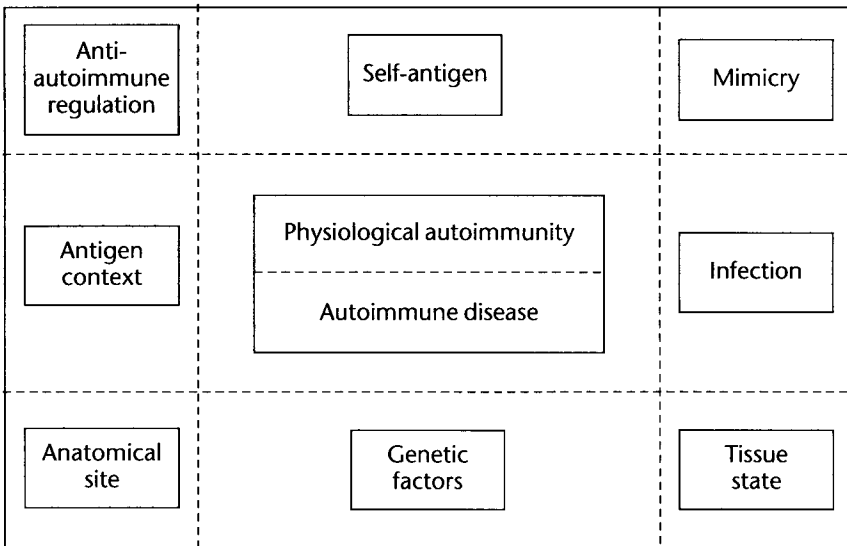 Anti-
autoimmune
regulation
Self-antigen
Mimicry
Antigen
context
Physiological autoimmunity
Autoimmune disease
Infection
Anatomical
site
Genetic
factors
Tissue
state